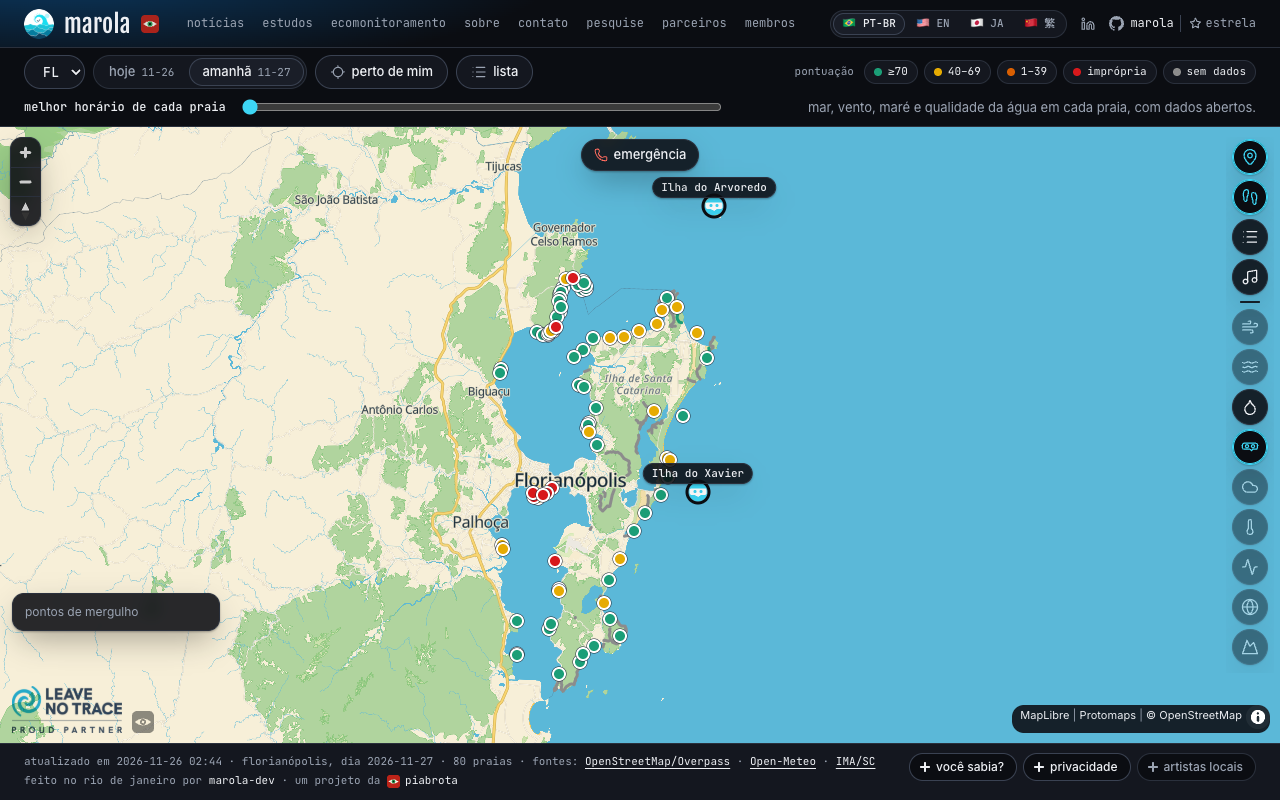 marola
notícias estudos ecomonitoramento sobre contato pesquise parceiros membros
PT-BR EN JA 繁
marola estrela
FL
hoje 11-26 amanhã 11-27 perto de mim lista
pontuação ≥70 40–69 1–39 imprópria sem dados
melhor horário de cada praia
mar, vento, maré e qualidade da água em cada praia, com dados abertos.
emergência
Tijucas
Ilha do Arvoredo
São João Batista
Governador
Celso Ramos
Ilha de Santa
Catarina
Biguaçu
Antônio Carlos
Ilha do Xavier
Florianópolis
Palhoça
pontos de mergulho
LEAVE
NO TRACE
PROUD PARTNER
MapLibre | Protomaps | © OpenStreetMap
atualizado em 2026-11-26 02:44 · florianópolis, dia 2026-11-27 · 80 praias · fontes: OpenStreetMap/Overpass · Open-Meteo · IMA/SC
feito no rio de janeiro por marola-dev · um projeto da piabrota
você sabia? privacidade artistas locais